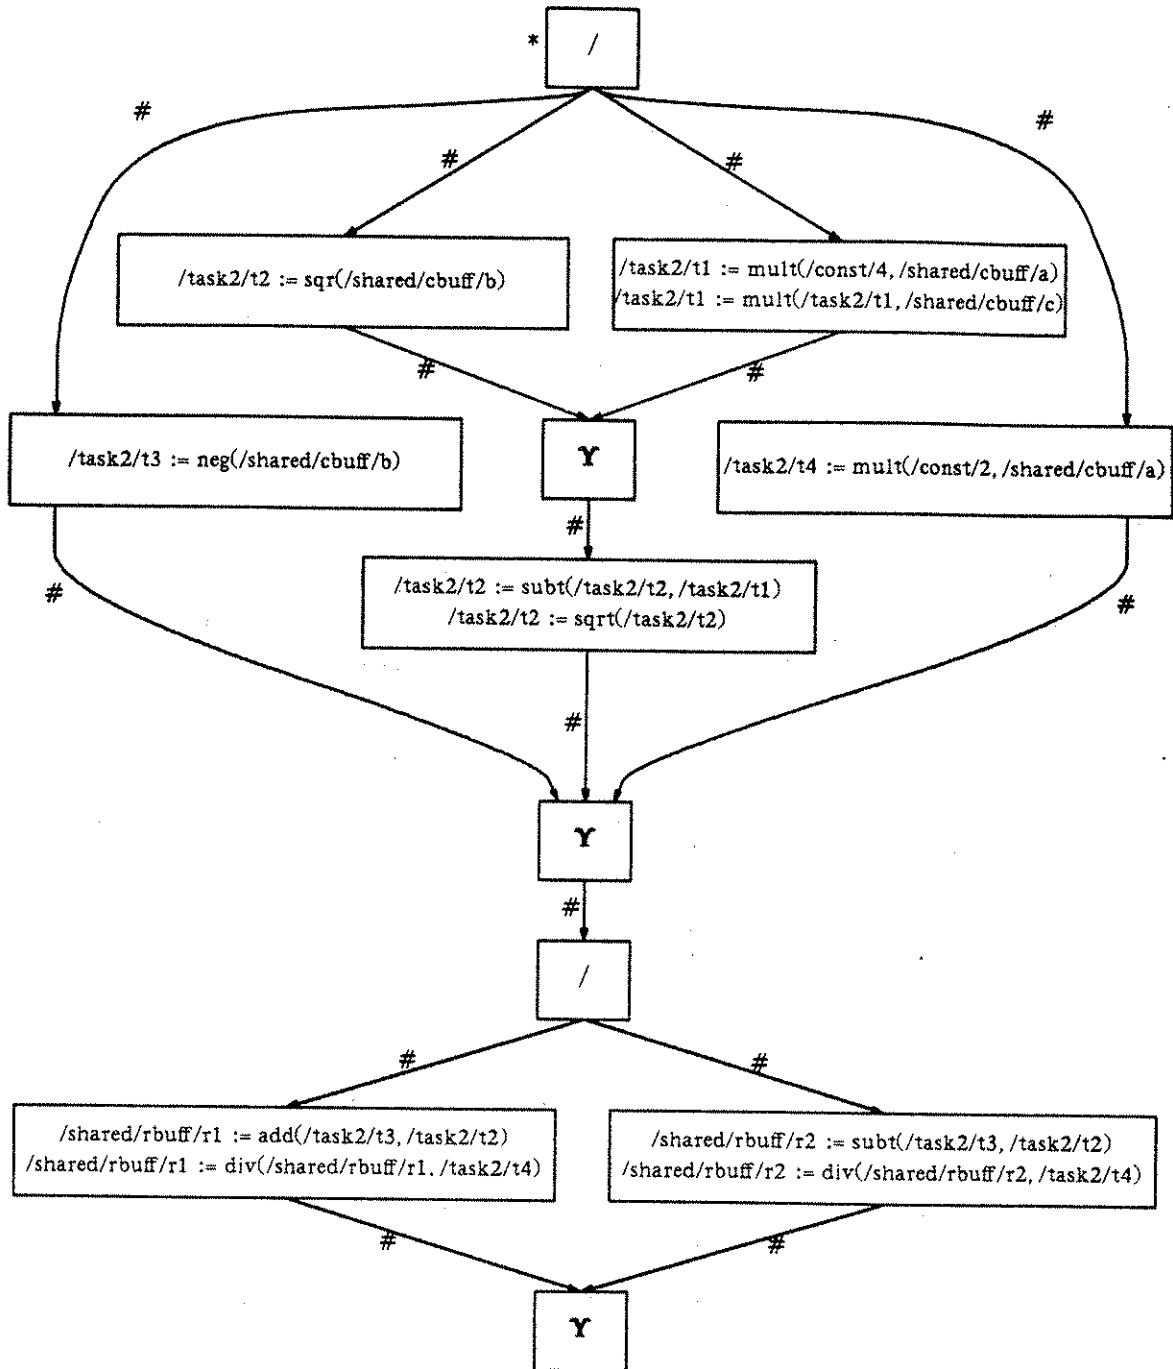 * /
#
#
#
#
/task2/t2 := sqr(/shared/cbuff/b)
/task2/t1 := mult(/const/4, /shared/cbuff/a)
/task2/t1 := mult(/task2/t1, /shared/cbuff/c)
#
#
/task2/t3 := neg(/shared/cbuff/b)
Y
/task2/t4 := mult(/const/2, /shared/cbuff/a)
#
/task2/t2 := subt(/task2/t2, /task2/t1)
/task2/t2 := sqrt(/task2/t2)
#
#
#
Y
#
/
#
#
/shared/rbuff/r1 := add(/task2/t3, /task2/t2)
/shared/rbuff/r1 := div(/shared/rbuff/r1. /task2/t4)
/shared/rbuff/r2 := subt(/task2/t3, /task2/t2)
/shared/rbuff/r2 := div(/shared/rbuff/r2, /task2/t4)
#
#
Y